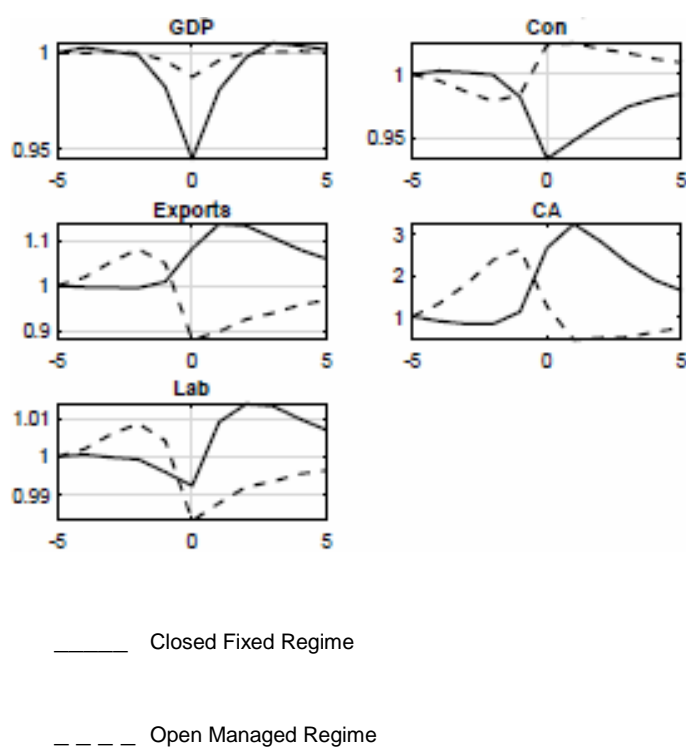 GDP Con
1 1
0.95 0.95
-5 0 5 -5 0 5
Exports CA
1.1 3
1 2
0.9 1
-5 0 5 -5 0 5
Lab
1.01
1
0.99
-5 0 5
______ Closed Fixed Regime
_ _ _ _ Open Managed Regime